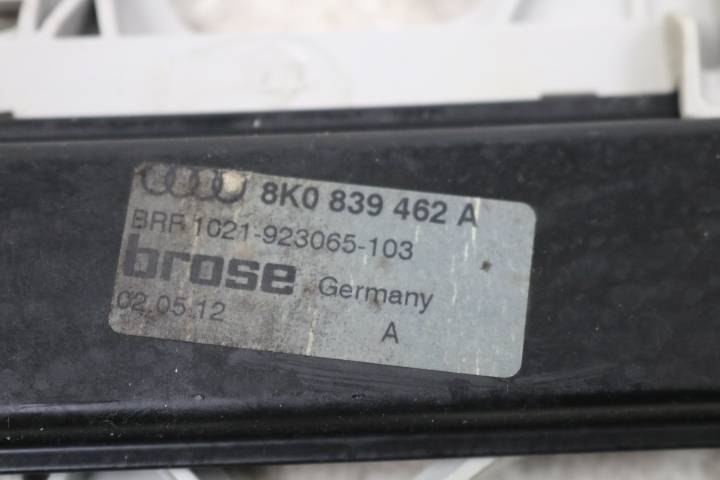 8K0 839 462 A
BRR 1021-923065-103
brose Germany
02.05.12 A